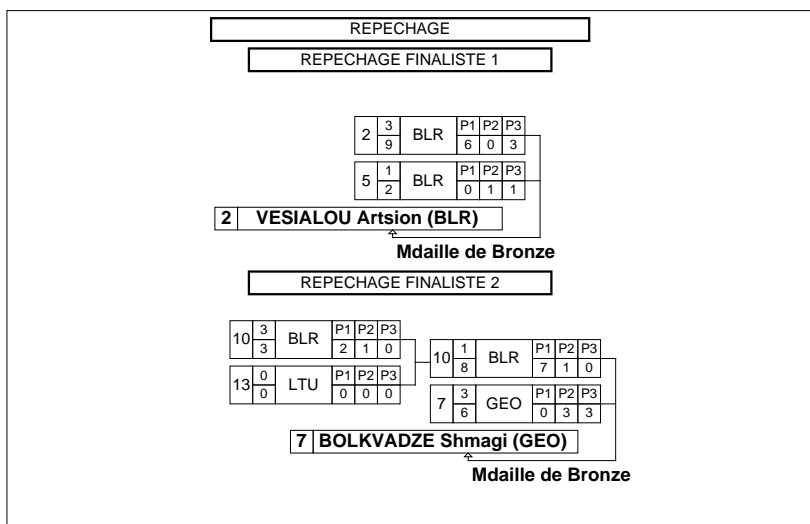 REPECHAGE
REPECHAGE FINALISTE 1
2 3 9 BLR P1 P2 P3 6 0 3
5 1 2 BLR P1 P2 P3 0 1 1
2 VESIALOU Artsion (BLR)
Mdaille de Bronze
REPECHAGE FINALISTE 2
10 3 3 BLR P1 P2 P3 2 1 0
13 0 0 LTU P1 P2 P3 0 0 0
10 1 8 BLR P1 P2 P3 7 1 0
7 3 6 GEO P1 P2 P3 0 3 3
7 BOLKVADZE Shmagi (GEO)
Mdaille de Bronze